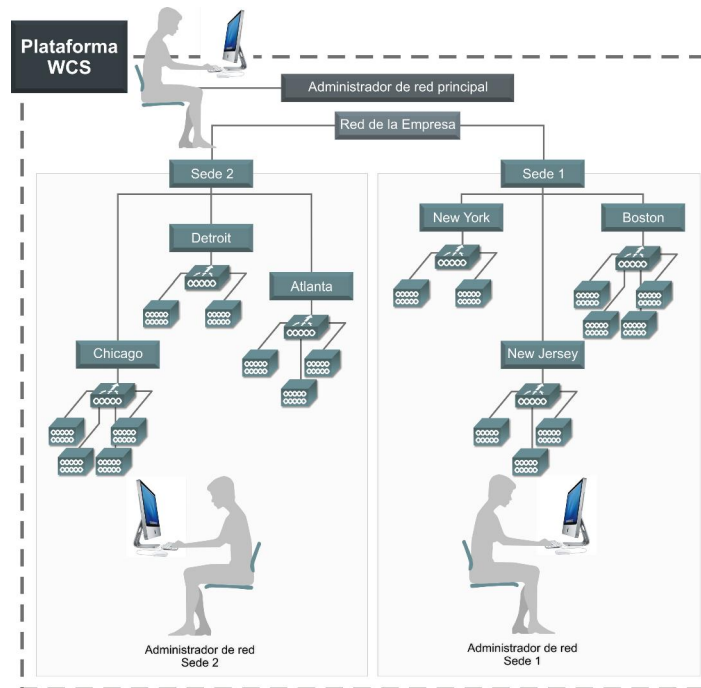 Plataforma
WCS
Administrador de red principal
Red de la Empresa
Sede 2
Sede 1
New York
Boston
Detroit
Atlanta
Chicago
New Jersey
Administrador de red
Sede 2
Administrador de red
Sede 1